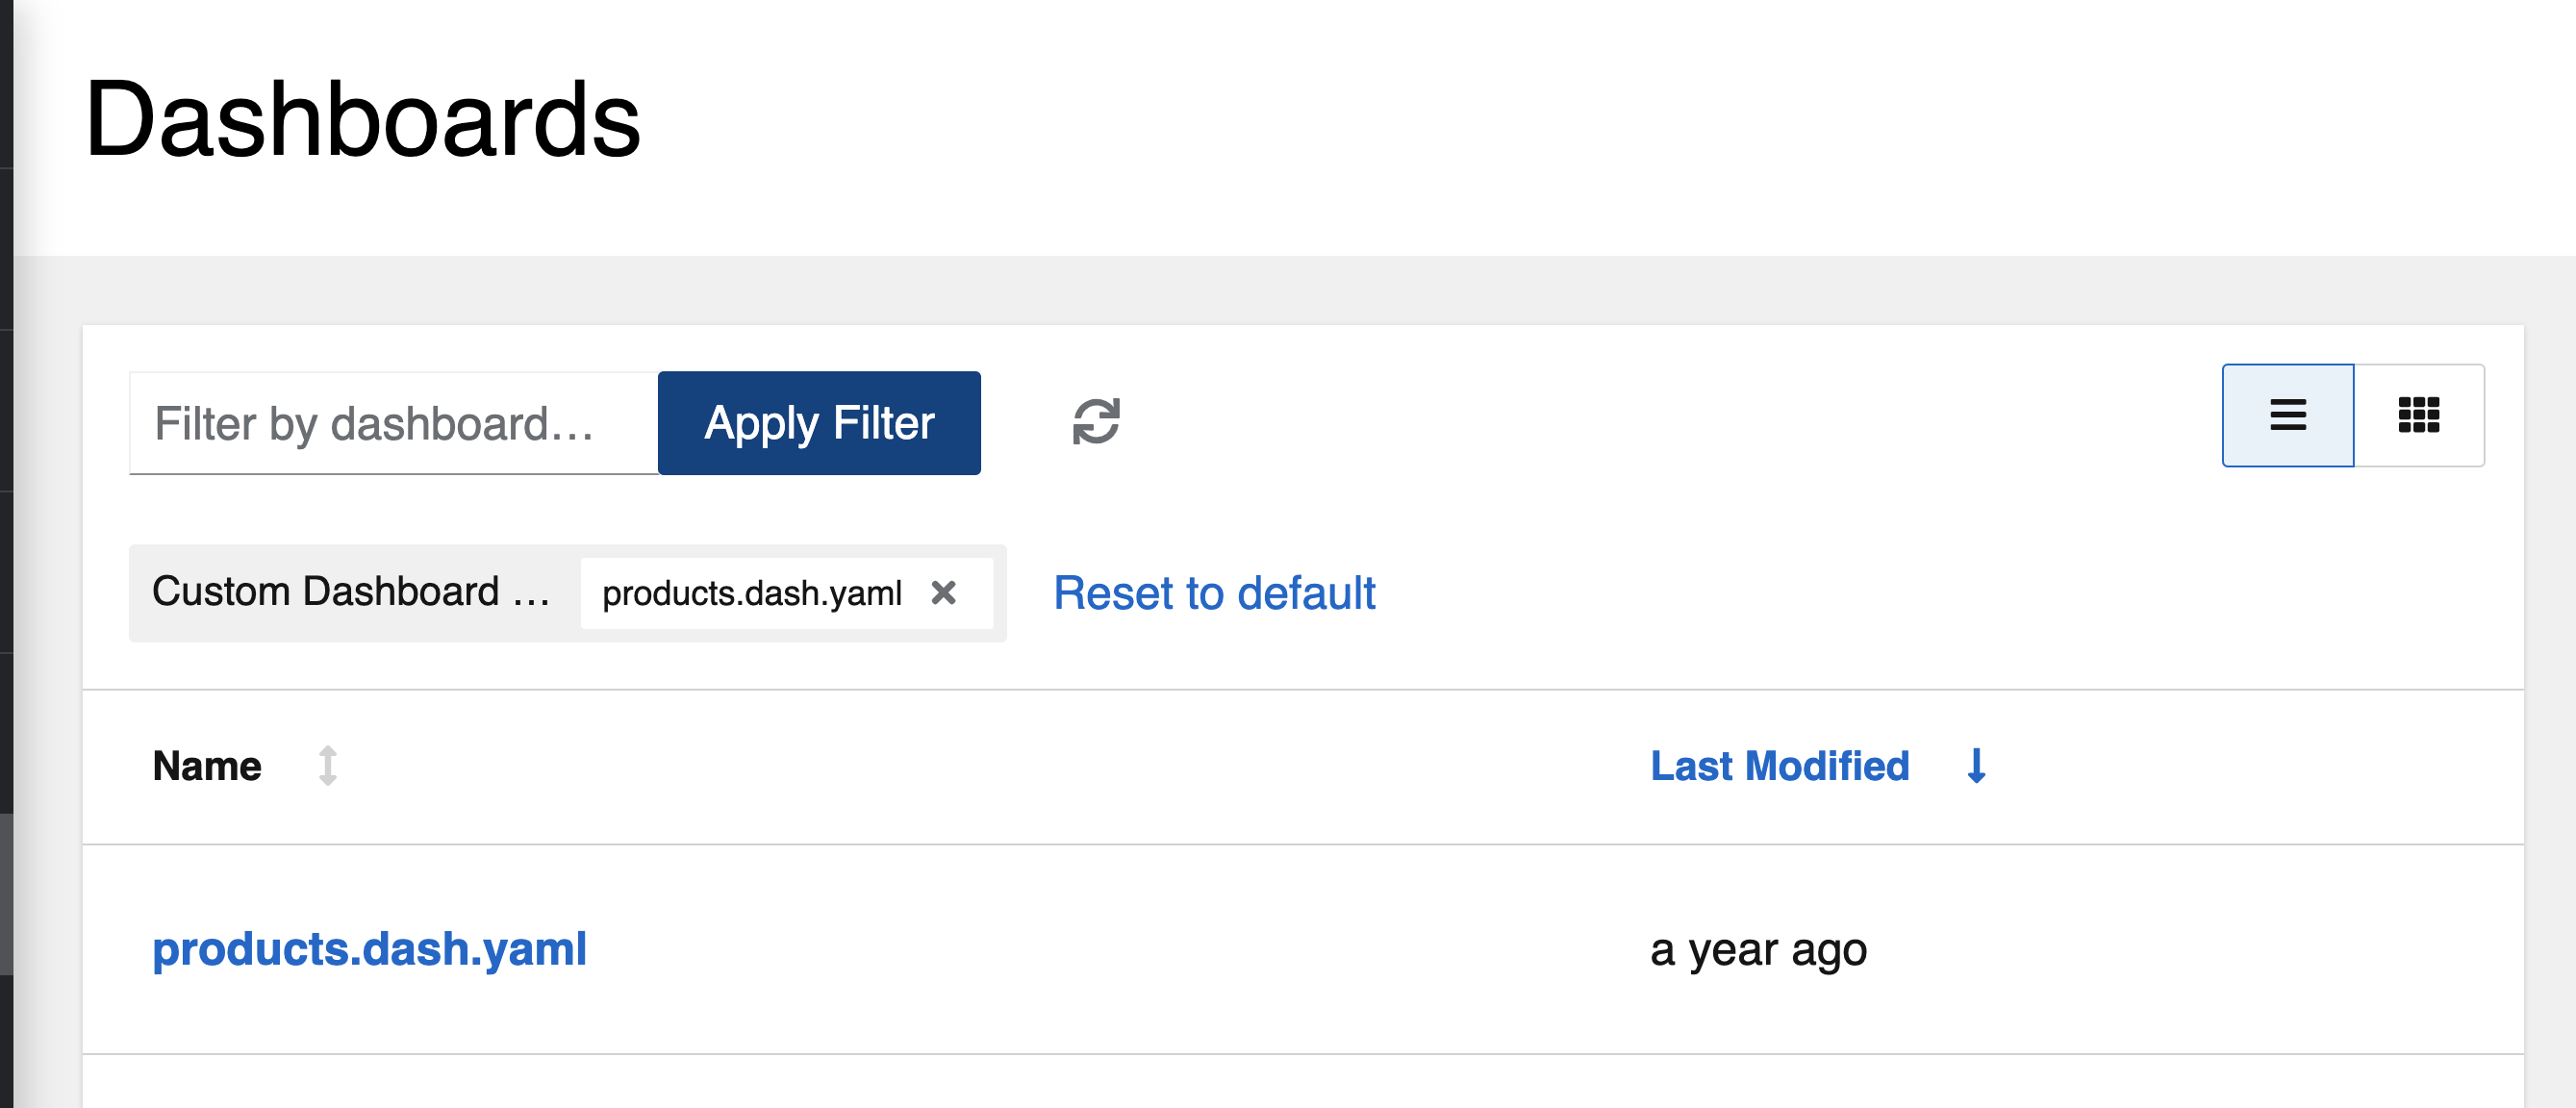 Dashboards
Filter by dashboard...
Apply Filter
Custom Dashboard ...
products.dash.yaml
Reset to default
Name
Last Modified
products.dash.yaml
a year ago